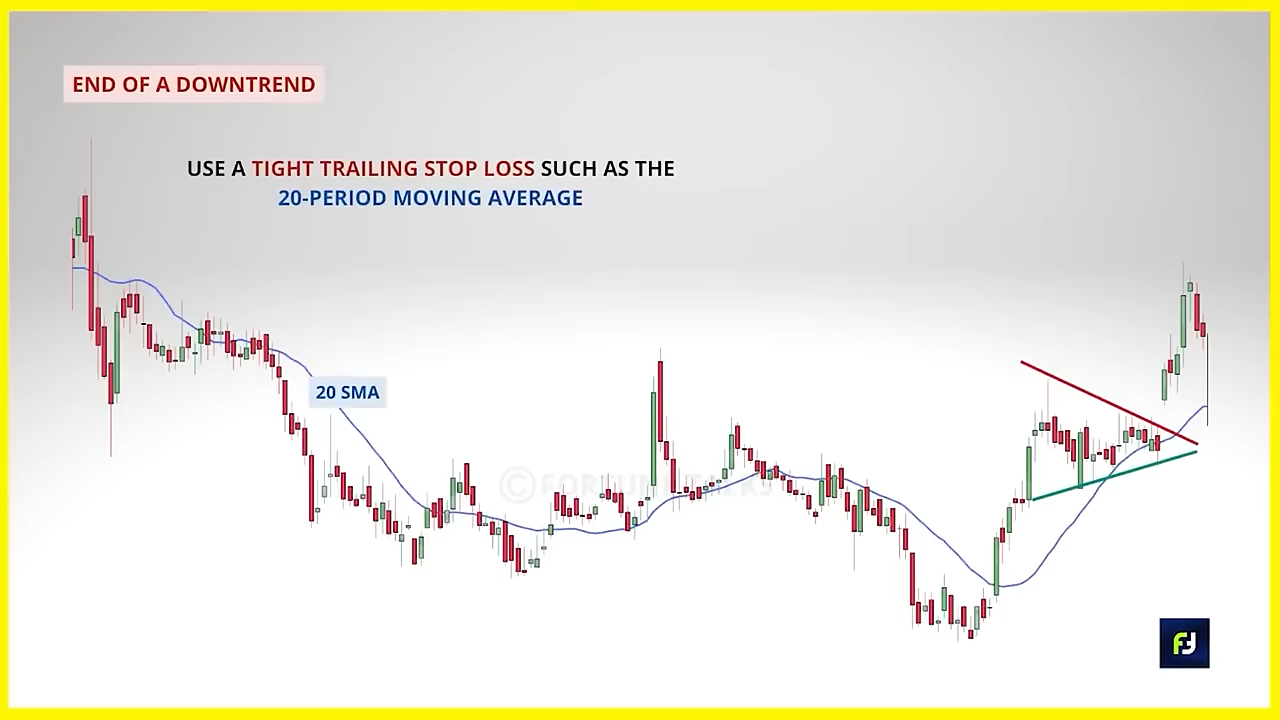 END OF A DOWNTREND
USE A TIGHT TRAILING STOP LOSS SUCH AS THE
20-PERIOD MOVING AVERAGE
20 SMA